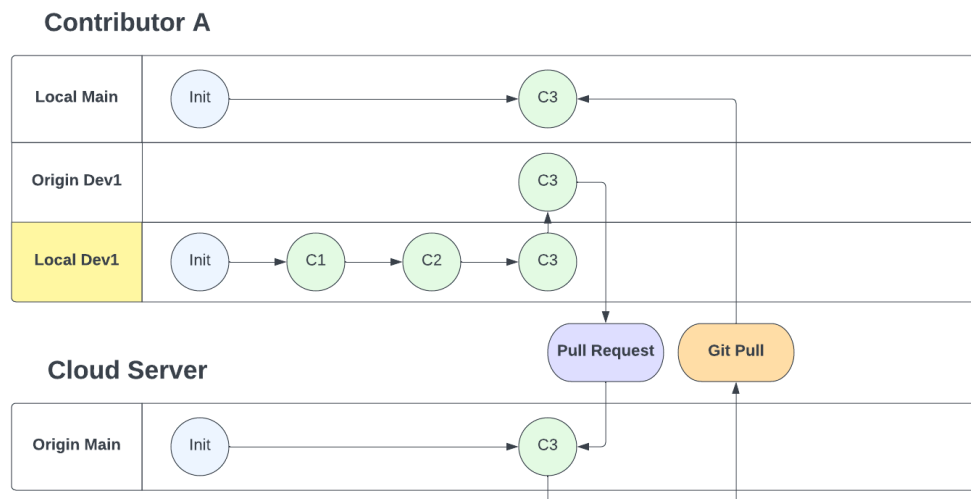 Contributor A
Local Main
Init
C3
Origin Dev1
C3
Local Dev1
Init
C1
C2
C3
Pull Request
Git Pull
Cloud Server
Origin Main
Init
C3